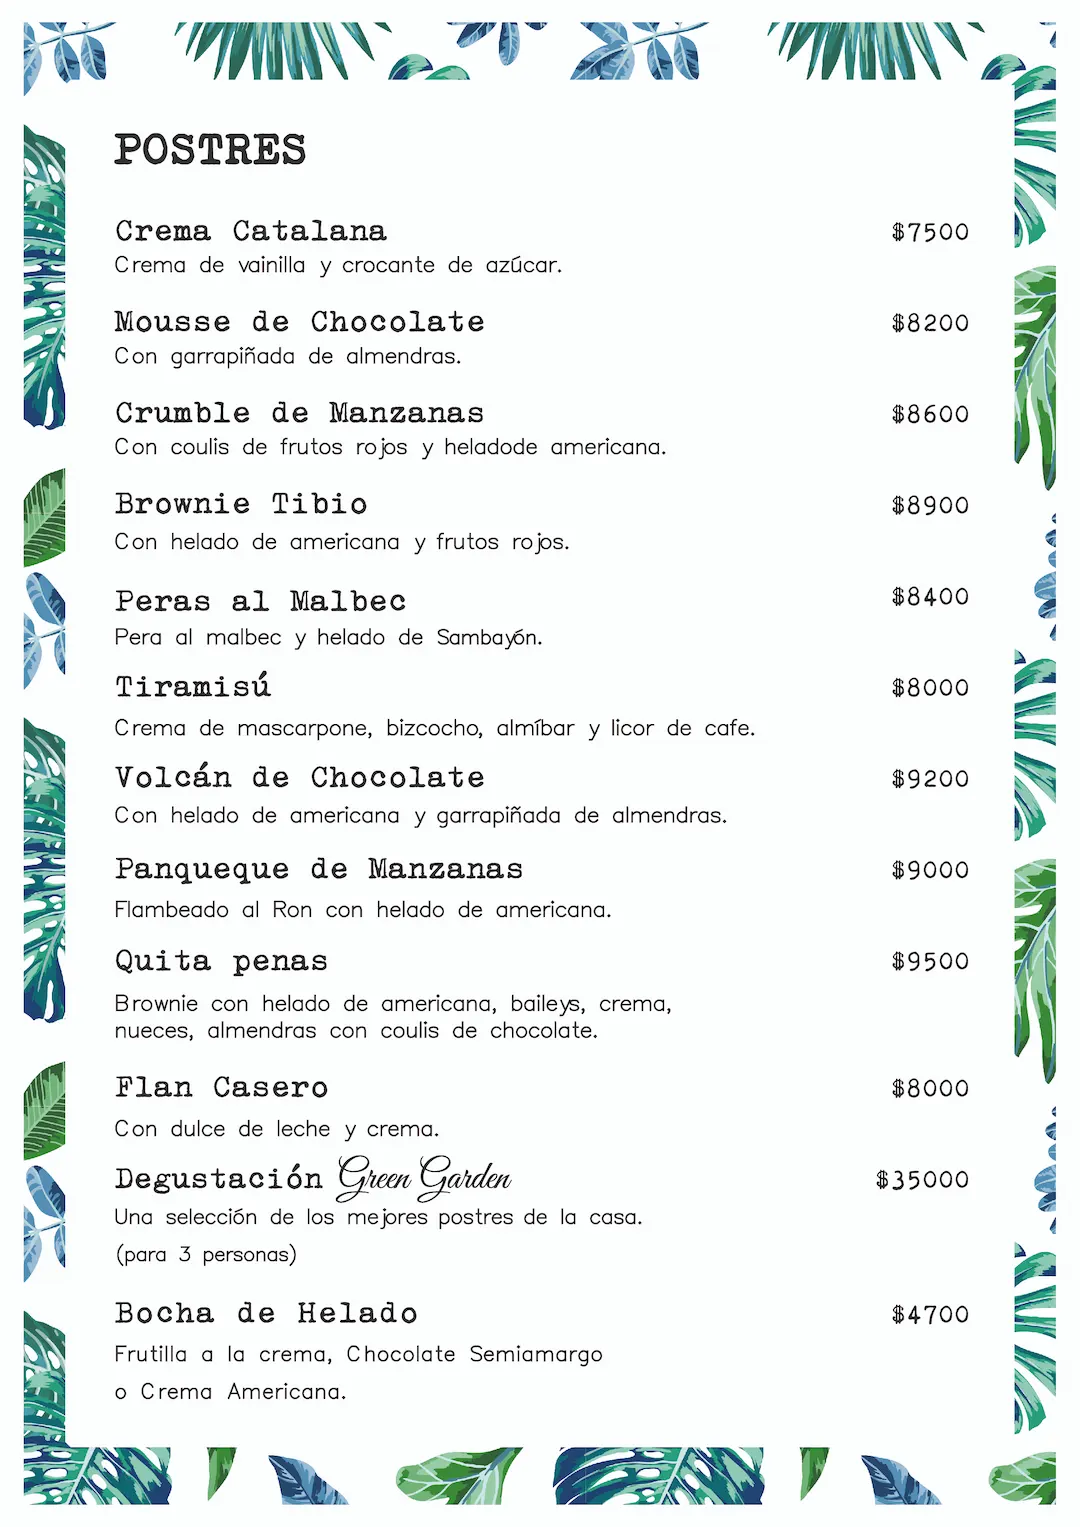 POSTRES
Crema Catalana $7500
Crema de vainilla y crocante de azúcar.
Mousse de Chocolate $8200
Con garrapiñada de almendras.
Crumble de Manzanas $8600
Con coulis de frutos rojos y heladode americana.
Brownie Tibio $8900
Con helado de americana y frutos rojos.
Peras al Malbec $8400
Pera al malbec y helado de Sambayón.
Tiramisú $8000
Crema de mascarpone, bizcocho, almíbar y licor de cafe.
Volcán de Chocolate $9200
Con helado de americana y garrapiñada de almendras.
Panqueque de Manzanas $9000
Flambeado al Ron con helado de americana.
Quita penas $9500
Brownie con helado de americana, baileys, crema,
nueces, almendras con coulis de chocolate.
Flan Casero $8000
Con dulce de leche y crema.
Degustación Green Garden $35000
Una selección de los mejores postres de la casa.
(para 3 personas)
Bocha de Helado $4700
Frutilla a la crema, Chocolate Semiamargo
o Crema Americana.